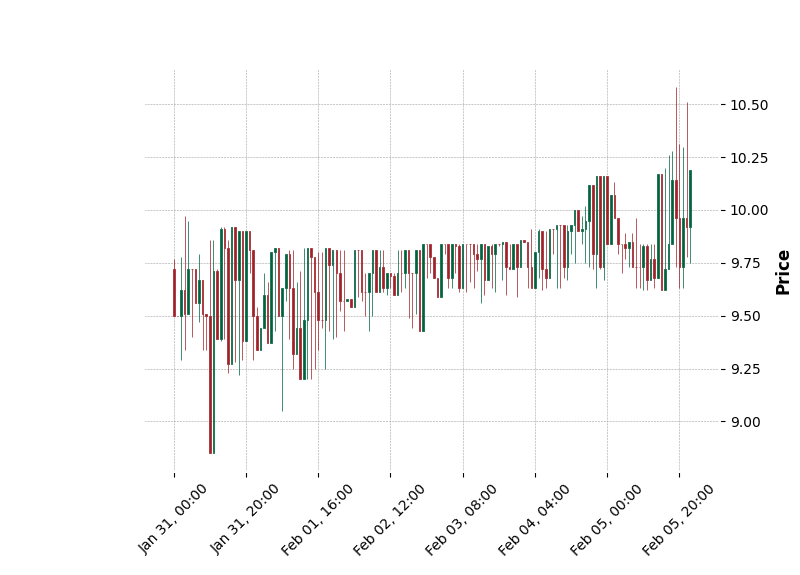 10.50
10.25
10.00
9.75
9.50
9.25
9.00
Price
Jan 31, 00:00
Jan 31, 20:00
Feb 01, 16:00
Feb 02, 12:00
Feb 03, 08:00
Feb 04, 04:00
Feb 05, 00:00
Feb 05, 20:00